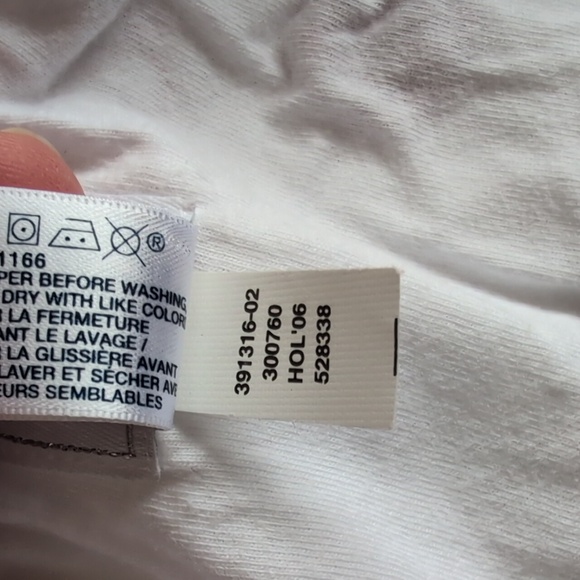 ®
1166
PER BEFORE WASHING
DRY WITH LIKE COLOR
LA FERMETURE
ANT LE LAVAGE /
LA GLISSIÈRE AVANT
LAVER ET SÉCHER AVE
EURS SEMBLABLES
391316-02
300760
HOL'06
528338